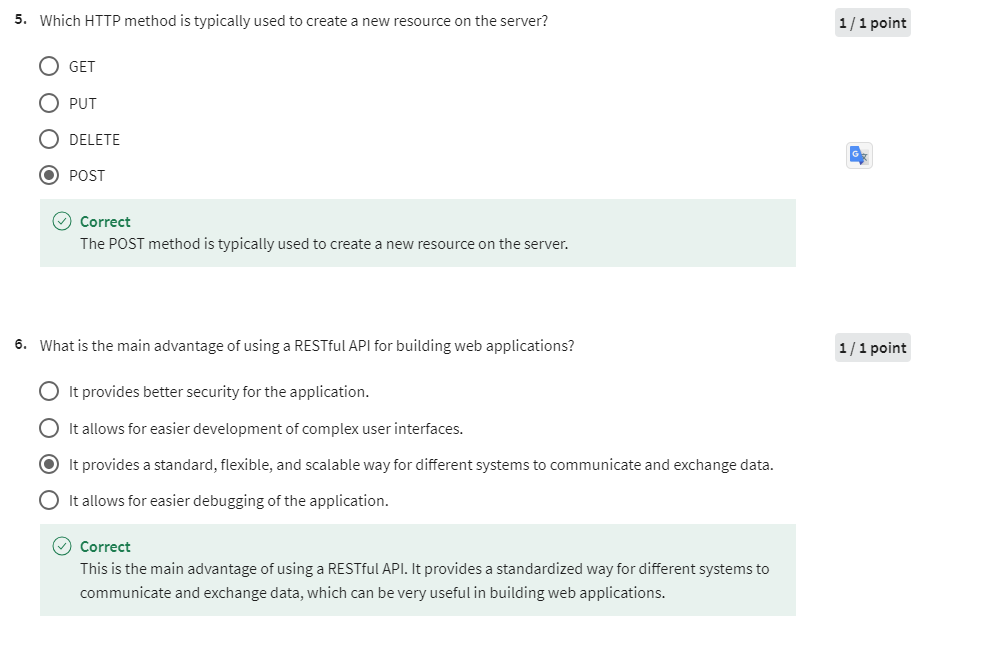 5. Which HTTP method is typically used to create a new resource on the server?
1 / 1 point
GET
PUT
DELETE
POST
Correct
The POST method is typically used to create a new resource on the server.
6. What is the main advantage of using a RESTful API for building web applications?
1 / 1 point
It provides better security for the application.
It allows for easier development of complex user interfaces.
It provides a standard, flexible, and scalable way for different systems to communicate and exchange data.
It allows for easier debugging of the application.
Correct
This is the main advantage of using a RESTful API. It provides a standardized way for different systems to
communicate and exchange data, which can be very useful in building web applications.